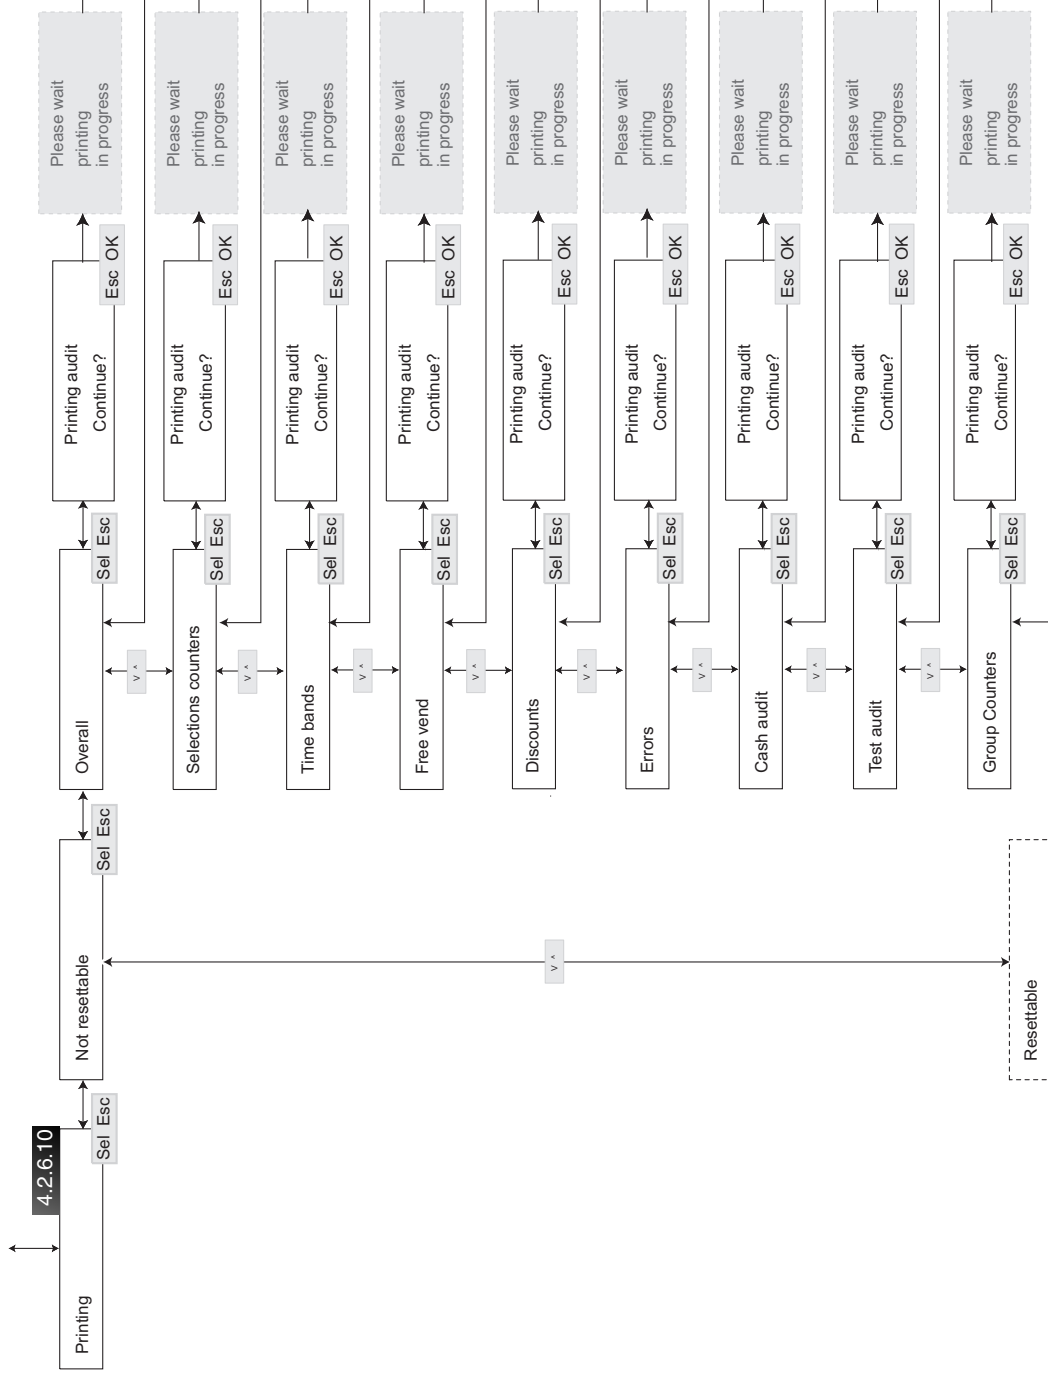 4.2.6.10
Printing
Sel Esc
Not resettable
Sel Esc
Overall
Sel Esc
Printing audit
Continue?
Esc OK
Please wait
printing
in progress
v ^
Selections counters
Sel Esc
Printing audit
Continue?
Esc OK
Please wait
printing
in progress
v ^
Time bands
Sel Esc
Printing audit
Continue?
Esc OK
Please wait
printing
in progress
v ^
Free vend
Sel Esc
Printing audit
Continue?
Esc OK
Please wait
printing
in progress
v ^
Discounts
Sel Esc
Printing audit
Continue?
Esc OK
Please wait
printing
in progress
v ^
v ^
Errors
Sel Esc
Printing audit
Continue?
Esc OK
Please wait
printing
in progress
v ^
Cash audit
Sel Esc
Printing audit
Continue?
Esc OK
Please wait
printing
in progress
v ^
Test audit
Sel Esc
Printing audit
Continue?
Esc OK
Please wait
printing
in progress
v ^
Group Counters
Sel Esc
Printing audit
Continue?
Esc OK
Please wait
printing
in progress
Resettable